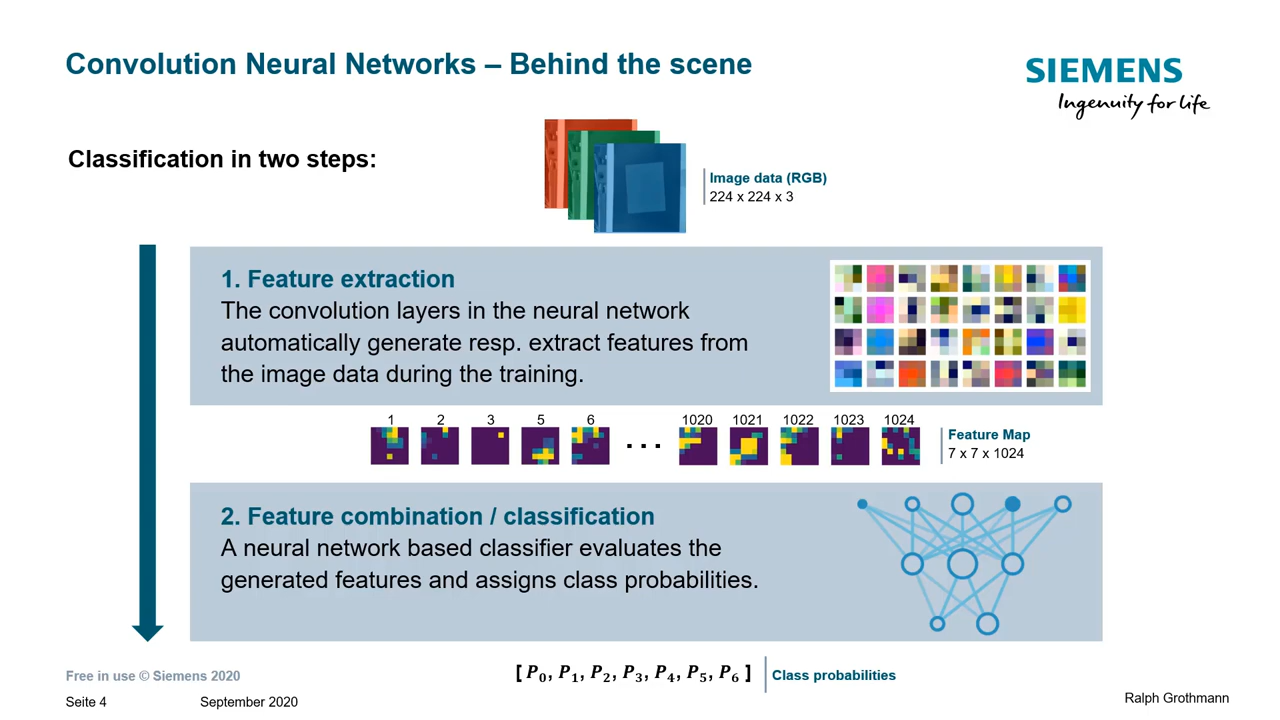 Convolution Neural Networks – Behind the scene
SIEMENS
Ingenuity for life
Classification in two steps:
Image data (RGB)
224 x 224 x 3
1. Feature extraction
The convolution layers in the neural network
automatically generate resp. extract features from
the image data during the training.
1 2 3 5 6 ... 1020 1021 1022 1023 1024
Feature Map
7 x 7 x 1024
2. Feature combination / classification
A neural network based classifier evaluates the
generated features and assigns class probabilities.
[ P₀, P₁, P₂, P₃, P₄, P₅, P₆ ]
Class probabilities
Free in use © Siemens 2020
Seite 4
September 2020
Ralph Grothmann